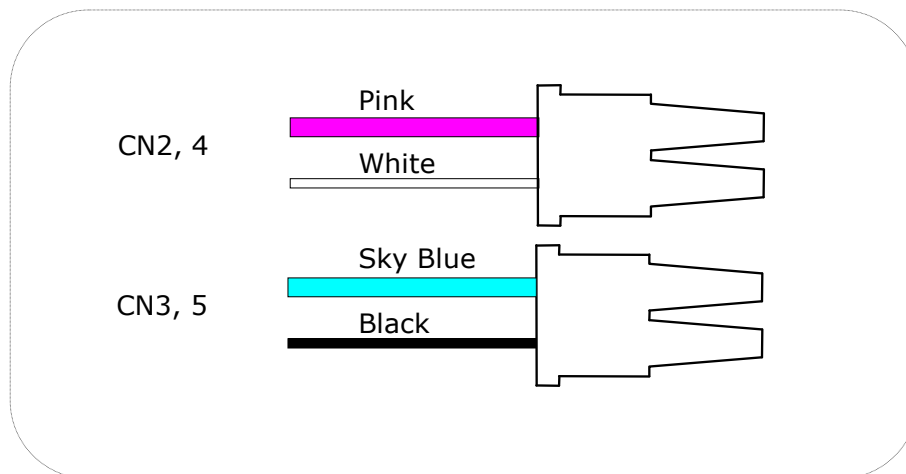 Pink
CN2, 4
White
Sky Blue
CN3, 5
Black